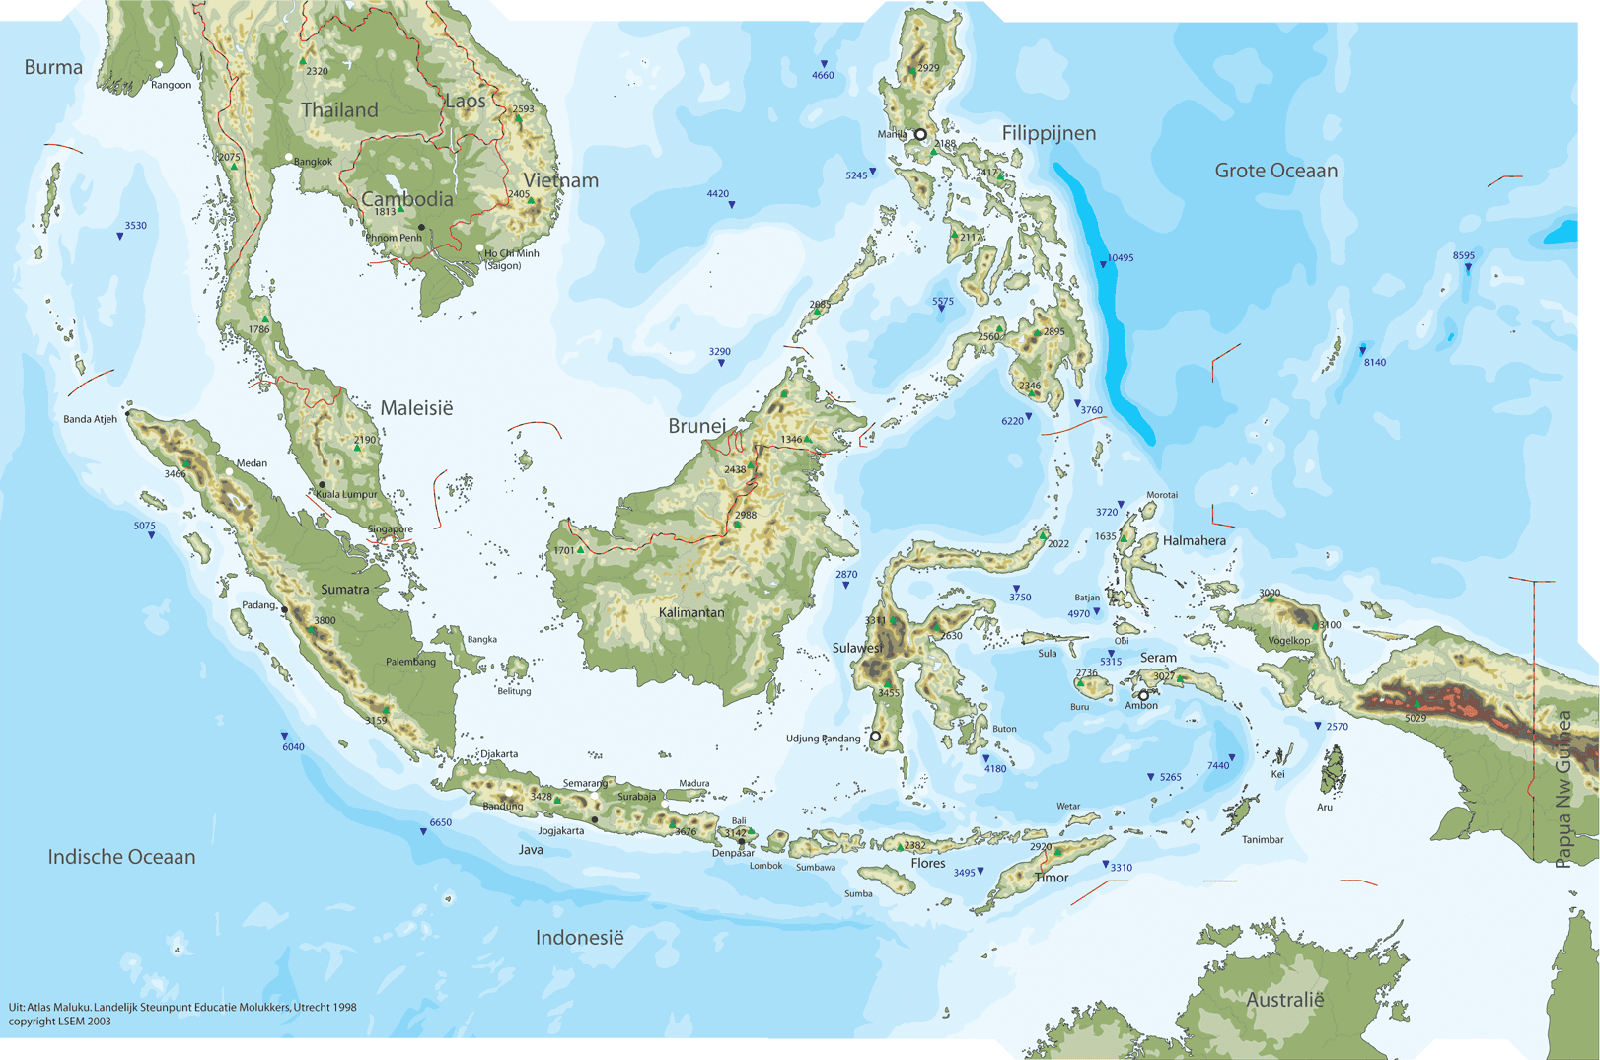 Burma
Rangoon
2320
Thailand
Laos
2593
2075
Bangkok
Vietnam
2405
Cambodia
1813
Phnom Penh
Ho Chi Minh
(Saigon)
3530
1786
4660
2929
Manila
2188
Filippijnen
2417
5245
4420
2117
10495
Grote Oceaan
8595
8140
5575
2085
3290
2560
2895
2346
3760
6220
Banda Atjeh
Maleisië
2190
Kuala Lumpur
Singapore
Medan
3466
5075
Brunei
1346
2438
2988
1701
Kalimantan
2870
2022
3720
Morotai
1635
Halmahera
Batjan
4970
3750
Obi
5315
Sula
Sumatra
Padang
3800
Palembang
Bangka
Belitung
3159
6040
3311
2630
Sulawesi
3455
Udjung Pandang
Buton
4180
2736
Buru
Seram
3027
Ambon
3000
3100
Vogelkop
5029
2570
7440
5265
Kei
Aru
Tanimbar
Papua Nw Guinea
Djakarta
Bandung
3428
Semarang
Surabaja
Madura
Jogjakarta
3676
Java
6650
Bali
3142
Denpasar
Lombok
Sumbawa
Sumba
2382
Flores
3495
Wetar
2920
Timor
3310
Indische Oceaan
Indonesië
Australië
Uit: Atlas Maluku. Landelijk Steunpunt Educatie Molukkers, Utrecht 1998
copyright LSEM 2003